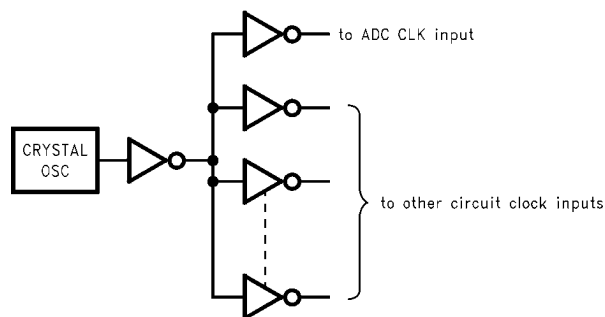 to ADC CLK input
CRYSTAL
OSC
to other circuit clock inputs